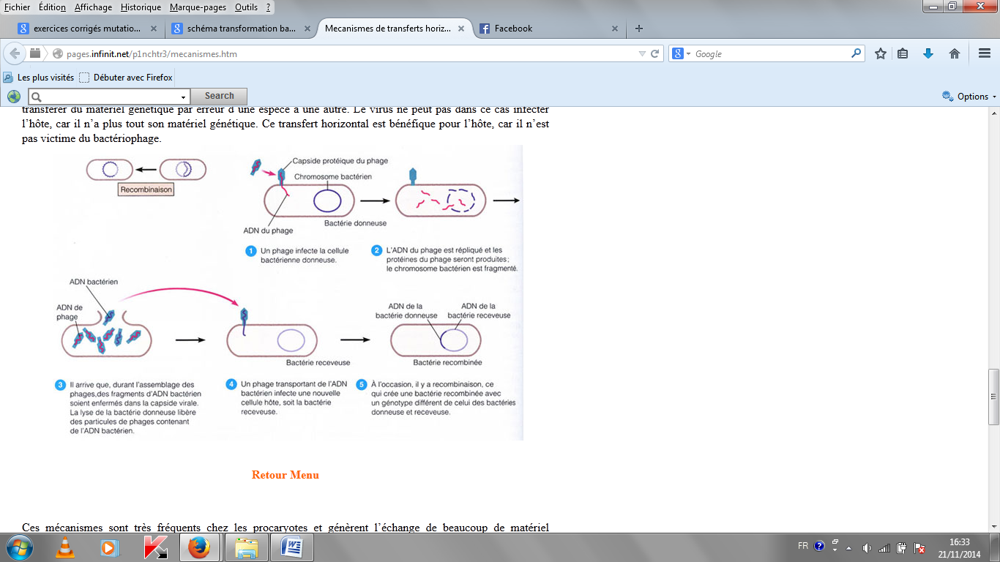 Fichier Édition Affichage Historique Marque-pages Outils ?
exercices corrigés mutatio...
schéma transformation ba...
Mecanismes de transferts horiz...
Facebook
pages.infinit.net/p1nchtr3/mecanismes.htm
Google
Les plus visités Débuter avec Firefox
Search
Options
transférer du matériel génétique par erreur d'une espèce à une autre. Le virus ne peut pas dans ce cas infecter
l'hôte, car il n'a plus tout son matériel génétique. Ce transfert horizontal est bénéfique pour l'hôte, car il n'est
pas victime du bactériophage.
Recombinaison
Capside protéique du phage
Chromosome bactérien
Bactérie donneuse
ADN du phage
1 Un phage infecte la cellule
bactérienne donneuse.
2 L'ADN du phage est répliqué et les
protéines du phage seront produites;
le chromosome bactérien est fragmenté.
ADN bactérien
ADN de
phage
Bactérie receveuse
ADN de la
bactérie donneuse
ADN de la
bactérie receveuse
Bactérie recombinée
3 Il arrive que, durant l'assemblage des
phages,des fragments d'ADN bactérien
soient enfermés dans la capside virale.
La lyse de la bactérie donneuse libère
des particules de phages contenant
de l'ADN bactérien.
4 Un phage transportant de l'ADN
bactérien infecte une nouvelle
cellule hôte, soit la bactérie
receveuse.
5 À l'occasion, il y a recombinaison, ce
qui crée une bactérie recombinée avec
un génotype différent de celui des bactéries
donneuse et receveuse.
Retour Menu
Ces mécanismes sont très fréquents chez les procaryotes et génèrent l'échange de beaucoup de matériel
FR
16:33
21/11/2014